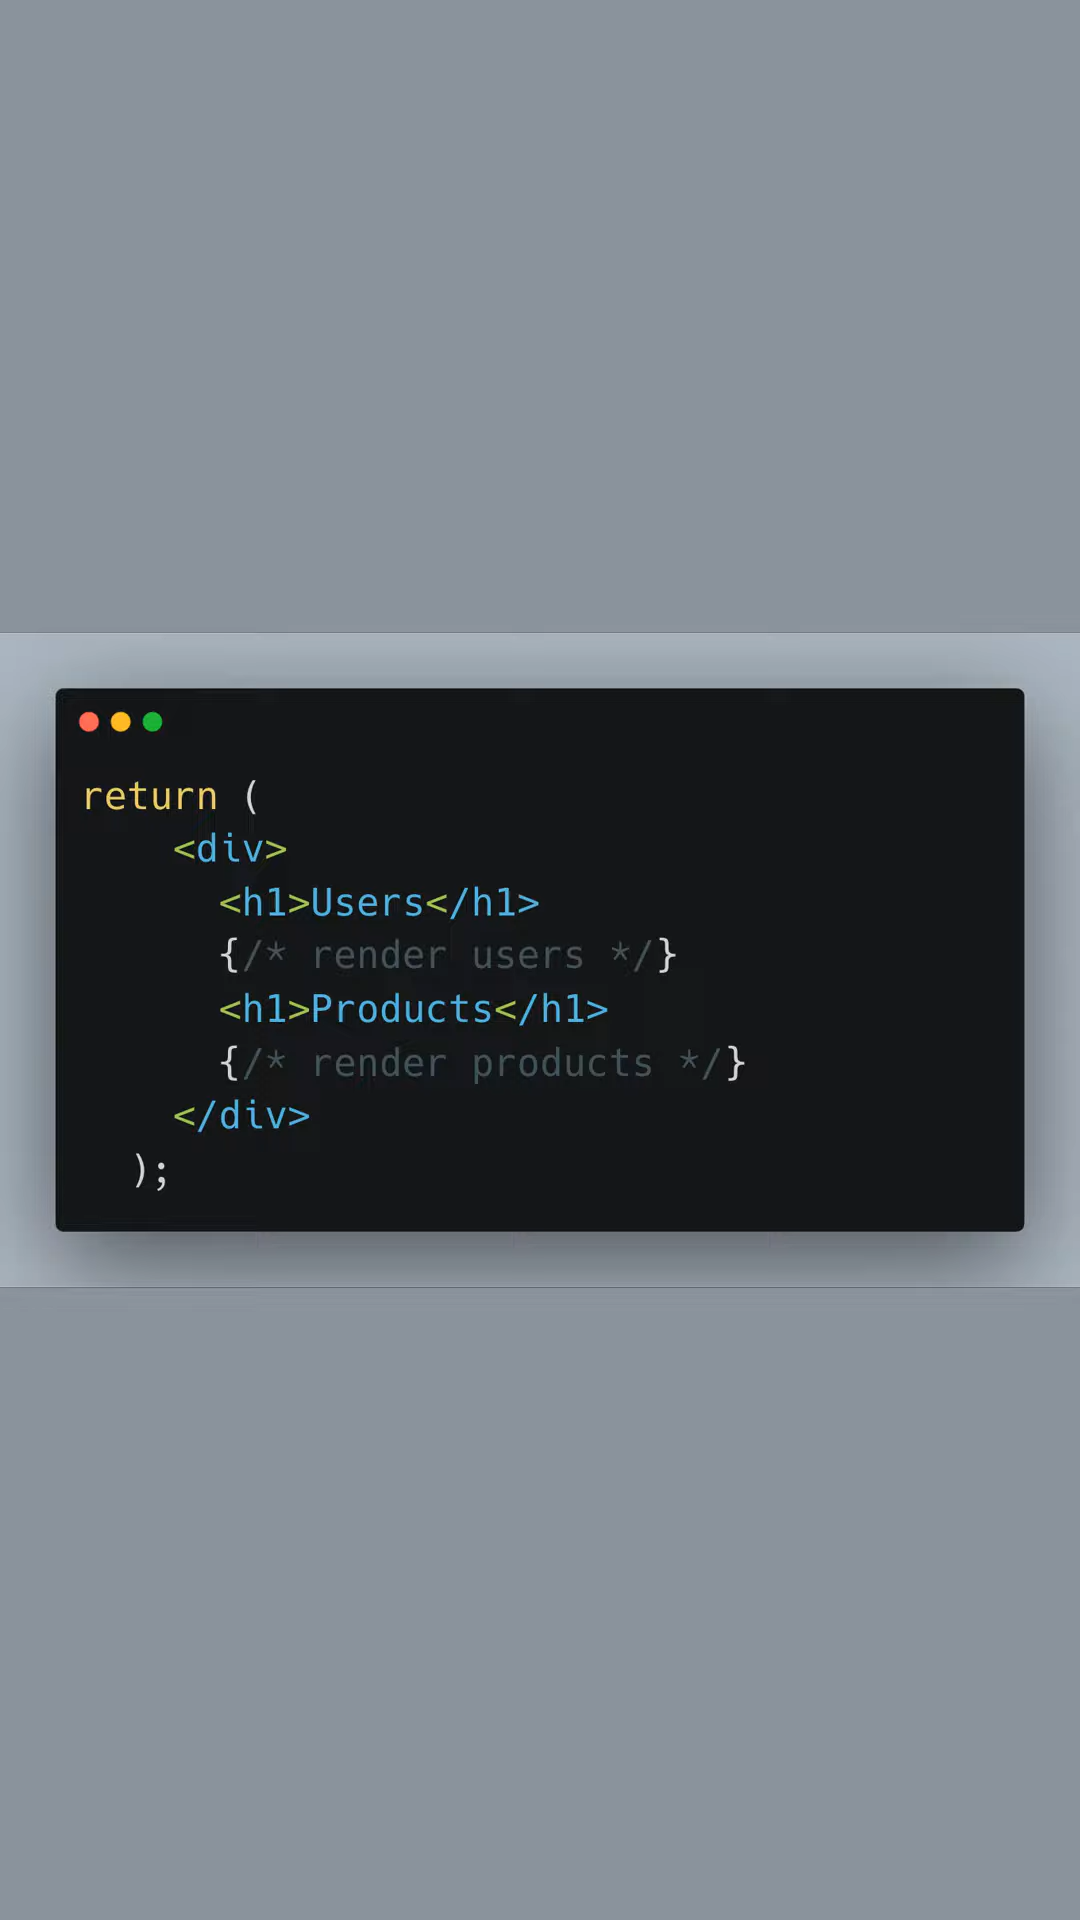 return (
<div>
<h1>Users</h1>
{/* render users */}
<h1>Products</h1>
{/* render products */}
</div>
);